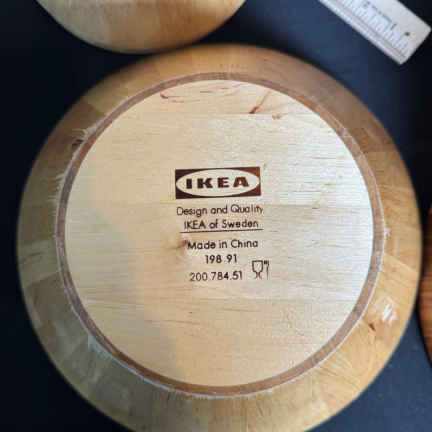 IKEA
Design and Quality
IKEA of Sweden
Made in China
198 91
200.784.51